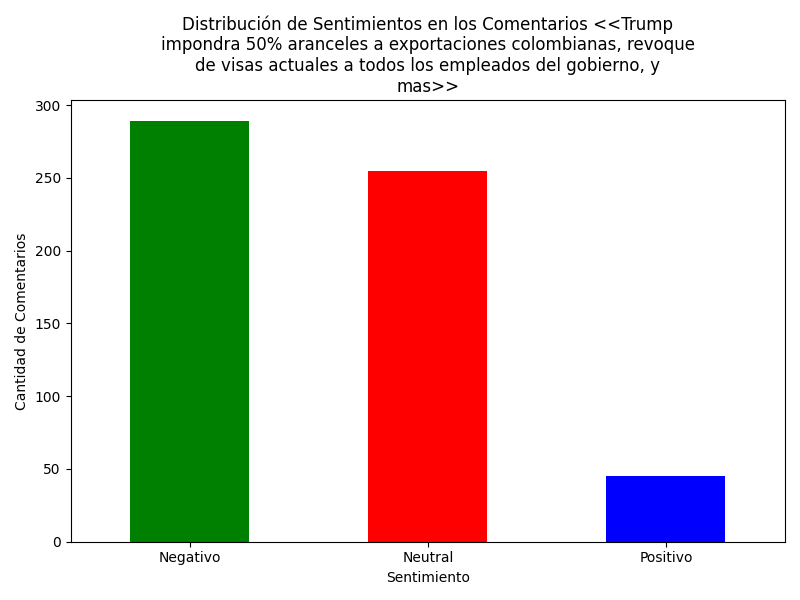 Distribución de Sentimientos en los Comentarios <<Trump
impondra 50% aranceles a exportaciones colombianas, revoque
de visas actuales a todos los empleados del gobierno, y
mas>>
300
250
200
150
100
50
0
Cantidad de Comentarios
Negativo Neutral Positivo
Sentimiento